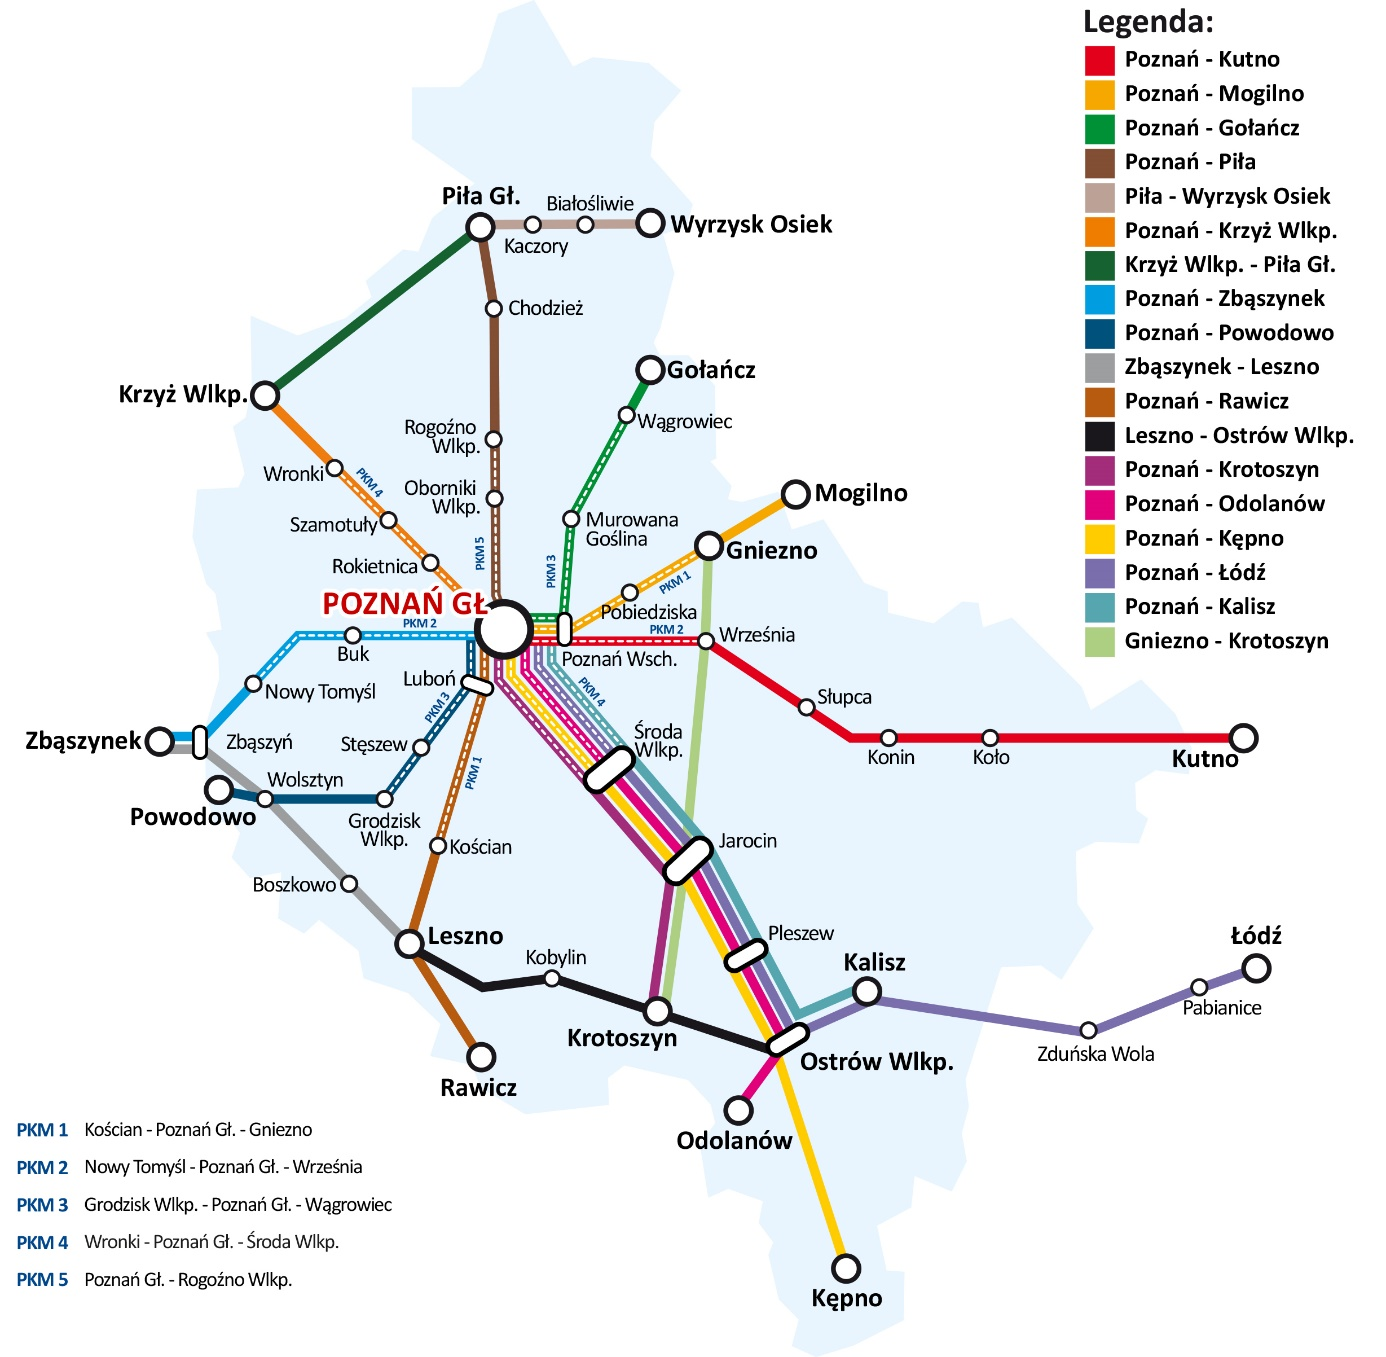 Legenda:
Poznań - Kutno
Poznań - Mogilno
Poznań - Gołańcz
Poznań - Piła
Piła - Wyrzysk Osiek
Poznań - Krzyż Wlkp.
Krzyż Wlkp. - Piła Gł.
Poznań - Zbąszynek
Poznań - Powodowo
Zbąszynek - Leszno
Poznań - Rawicz
Leszno - Ostrów Wlkp.
Poznań - Krotoszyn
Poznań - Odolanów
Poznań - Kępno
Poznań - Łódź
Poznań - Kalisz
Gniezno - Krotoszyn
Piła Gł.
Białośliwie
Wyrzysk Osiek
Kaczory
Chodzież
Gołańcz
Krzyż Wlkp.
Wągrowiec
Rogoźno
Wlkp.
Wronki
PKM 4
Oborniki
Wlkp.
Mogilno
Szamotuły
Murowana
Goślina
Gniezno
PKM 5
PKM 3
Rokietnica
PKM 1
POZNAŃ GŁ
Pobiedziska
PKM 2
PKM 2
Września
Buk
Poznań Wsch.
Luboń
Nowy Tomyśl
PKM 4
Słupca
PKM 3
Zbąszynek
Zbąszyń
Stęszew
Środa
Wlkp.
Konin
Koło
Kutno
PKM 1
Wolsztyn
Powodowo
Grodzisk
Wlkp.
Kościan
Jarocin
Boszkowo
Leszno
Pleszew
Łódź
Kobylin
Kalisz
Pabianice
Krotoszyn
Zduńska Wola
Ostrów Wlkp.
Rawicz
Odolanów
Kępno
PKM 1 Kościan - Poznań Gł. - Gniezno
PKM 2 Nowy Tomyśl - Poznań Gł. - Września
PKM 3 Grodzisk Wlkp. - Poznań Gł. - Wągrowiec
PKM 4 Wronki - Poznań Gł. - Środa Wlkp.
PKM 5 Poznań Gł. - Rogoźno Wlkp.